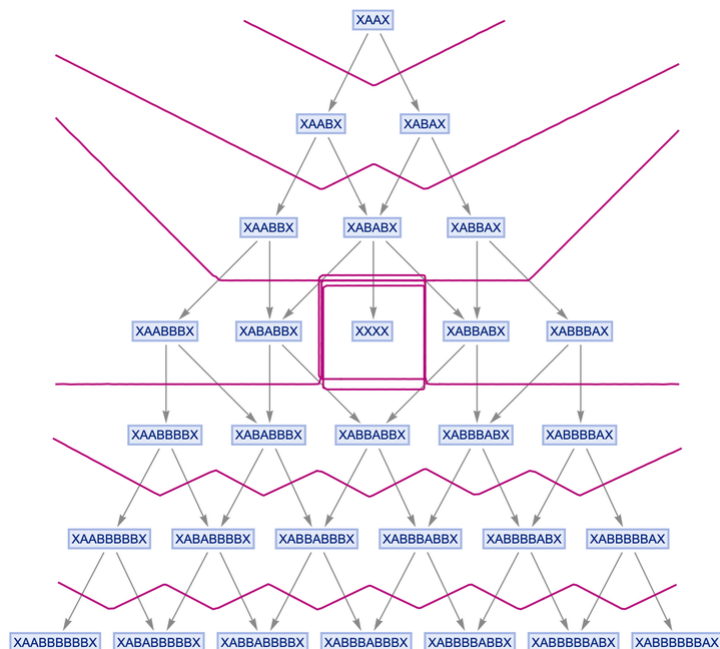 XAAX
XAABX XABAX
XAABBX XABABX XABBAX
XAABBBX XABABBX XXXX XABBABX XABBBAX
XAABBBBX XABABBBX XABBABBX XABBBABX XABBBBAX
XAABBBBBX XABABBBBX XABBABBBX XABBBABBX XABBBBABX XABBBBBAX
XAABBBBBBX XABABBBBBX XABBABBBBX XABBBABBBX XABBBBABBX XABBBBBABX XABBBBBBAX